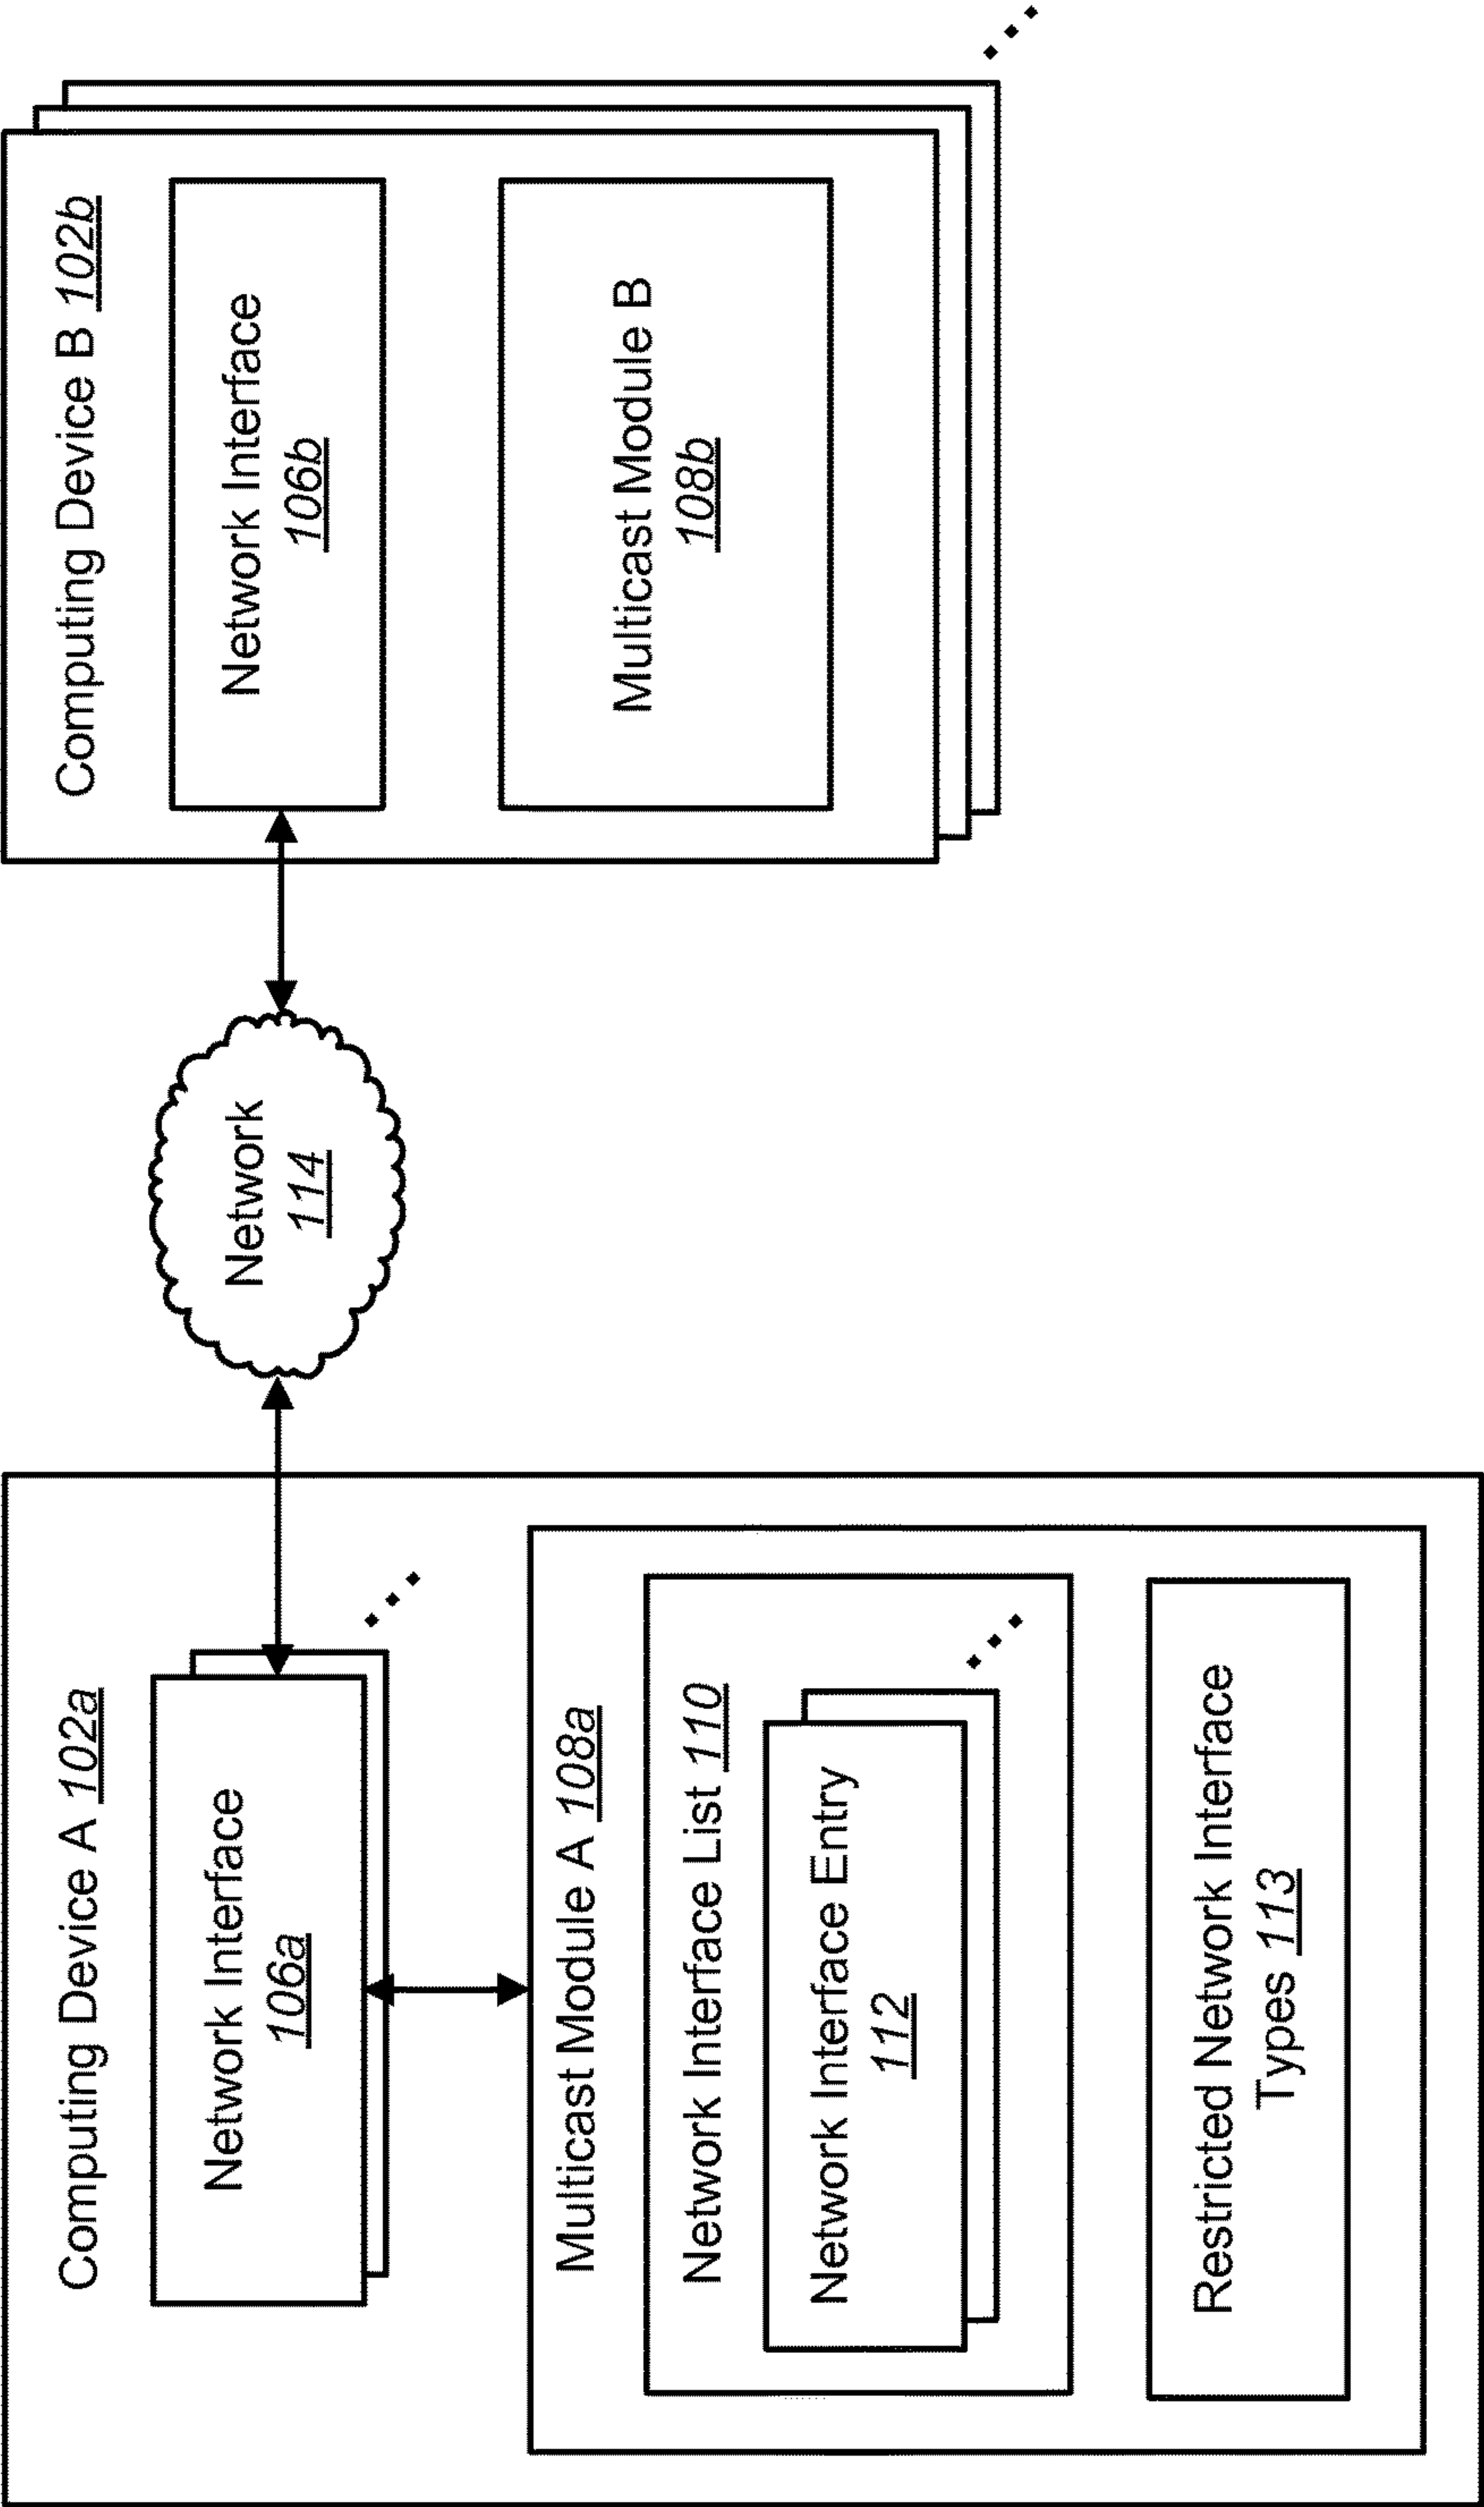 Computing Device A 102a
Network Interface
106a
Multicast Module A 108a
Network Interface List 110
Network Interface Entry
112
Restricted Network Interface
Types 113
Network
114
Computing Device B 102b
Network Interface
106b
Multicast Module B
108b